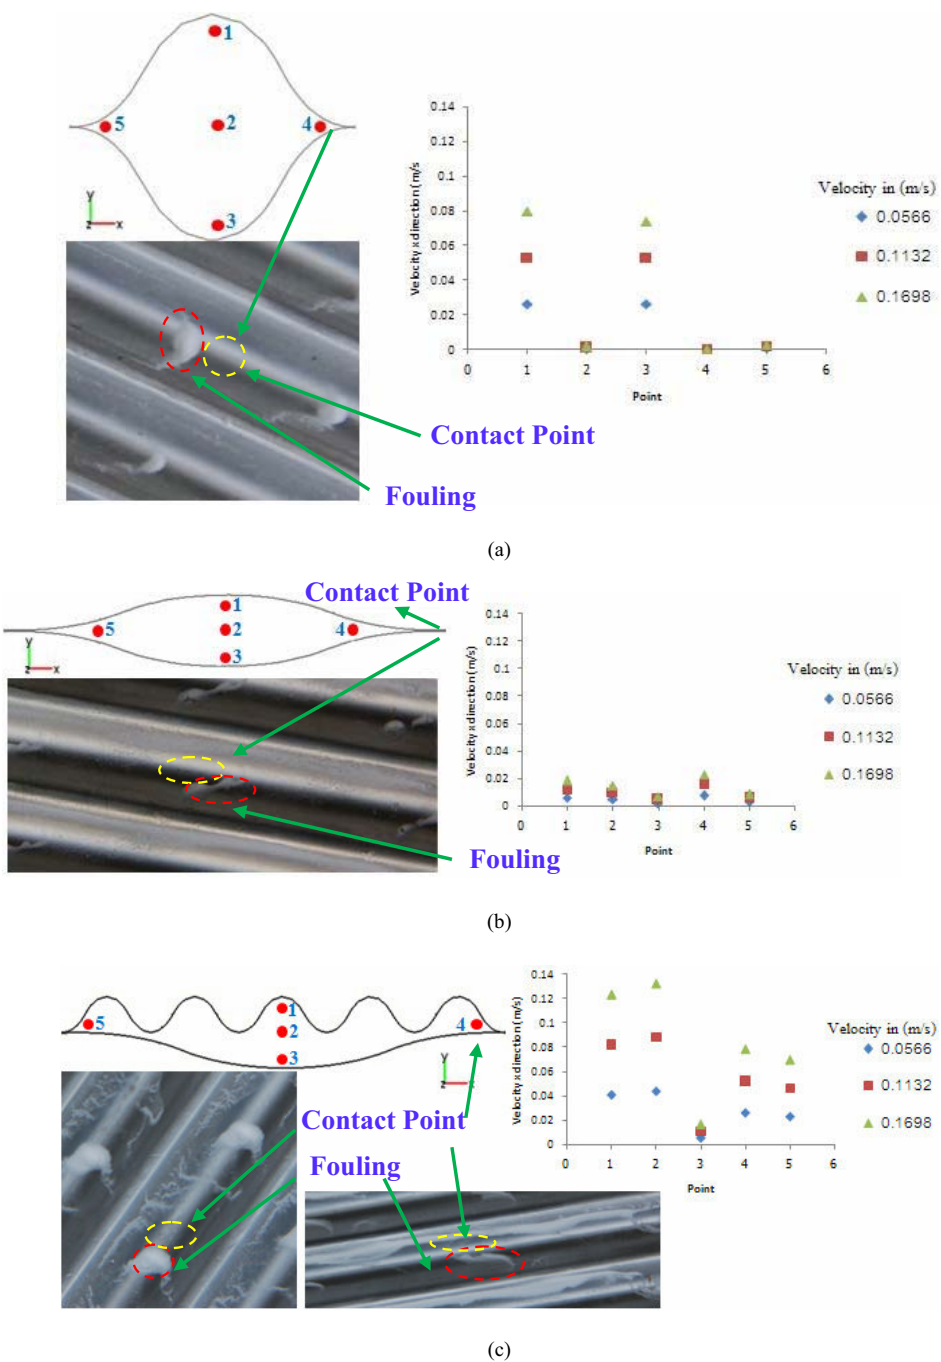 1
5
2
4
3
y
z
x
0.14
0.12
0.1
0.08
0.06
0.04
0.02
0
Velocity x direction (m/s
0
1
2
3
4
5
6
Point
Velocity in (m/s)
0.0566
0.1132
0.1698
Contact Point
Fouling
(a)
Contact Point
1
5
2
4
3
y
z
x
0.14
0.12
0.1
0.08
0.06
0.04
0.02
0
Velocity x direction (m/s)
0
1
2
3
4
5
6
Point
Velocity in (m/s)
0.0566
0.1132
0.1698
Fouling
(b)
1
5
2
4
3
y
z
x
0.14
0.12
0.1
0.08
0.06
0.04
0.02
0
Velocity x direction(m/s)
0
1
2
3
4
5
6
Point
Velocity in (m/s)
0.0566
0.1132
0.1698
Contact Point
Fouling
(c)